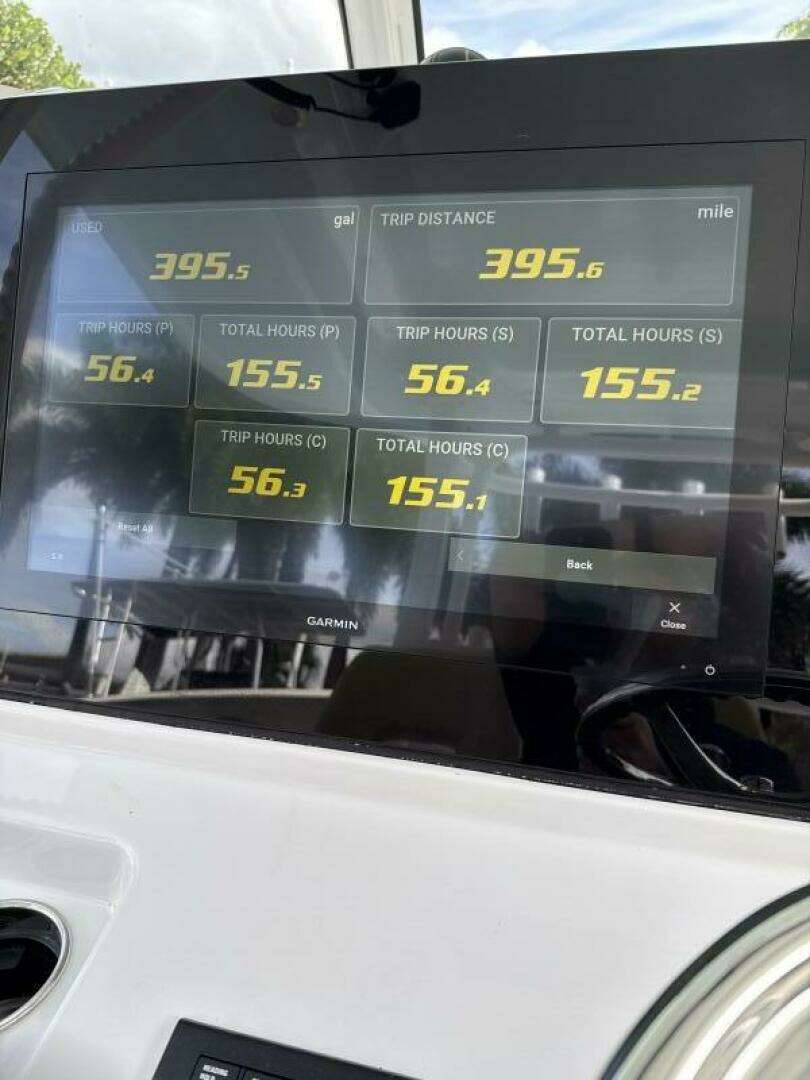 USED gal
395.5
TRIP DISTANCE mile
395.6
TRIP HOURS (P)
56.4
TOTAL HOURS (P)
155.5
TRIP HOURS (S)
56.4
TOTAL HOURS (S)
155.2
TRIP HOURS (C)
56.3
TOTAL HOURS (C)
155.1
Reset All
Back
Close
GARMIN
HEADING